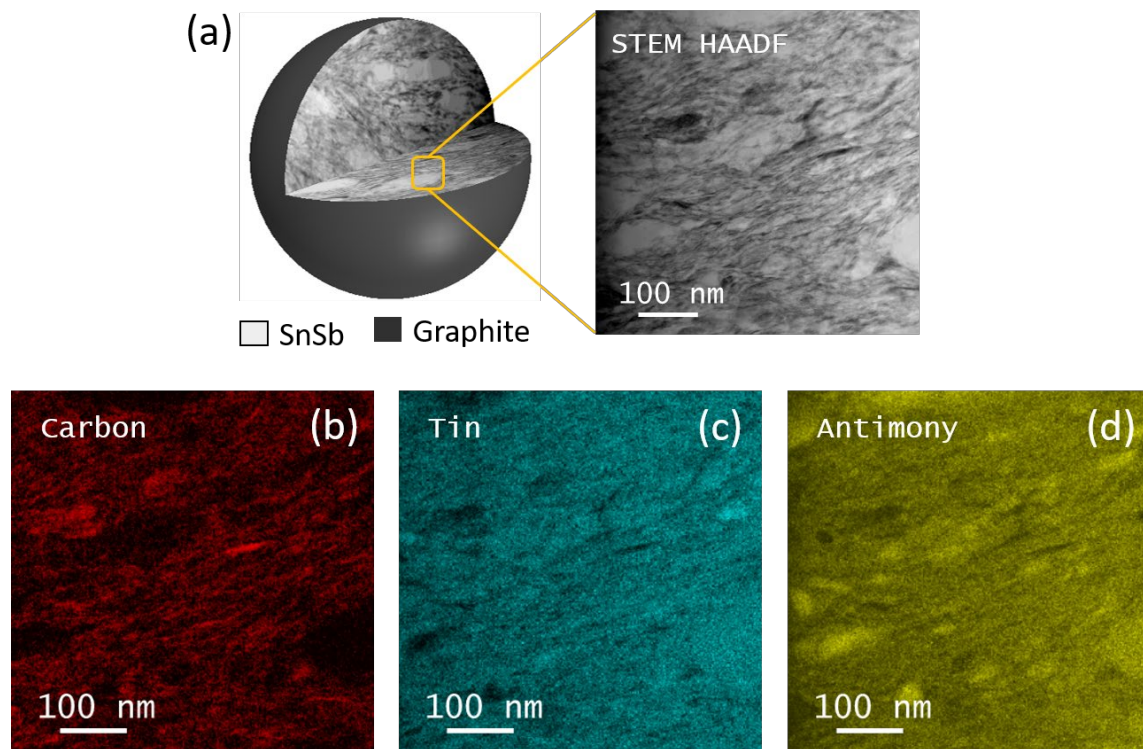 (a)
STEM HAADF
100 nm
SnSb
Graphite
Carbon
(b)
100 nm
Tin
(c)
100 nm
Antimony
(d)
100 nm